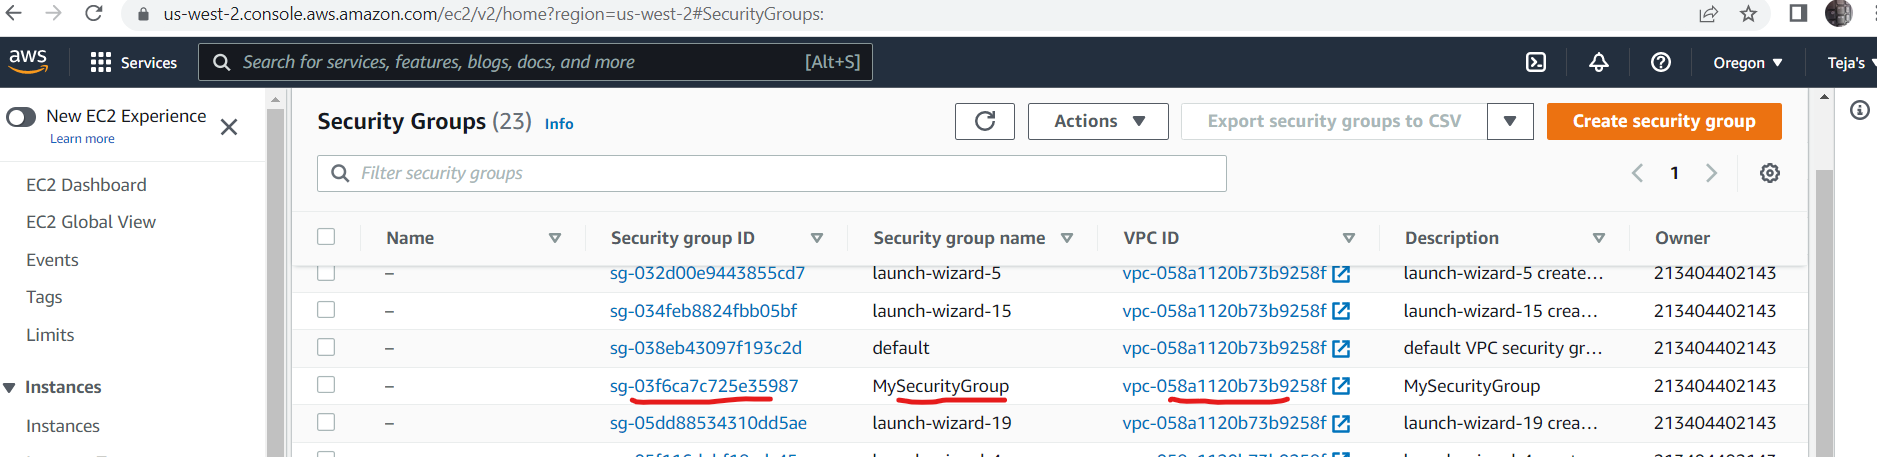 us-west-2.console.aws.amazon.com/ec2/v2/home?region=us-west-2#SecurityGroups:
aws Services Search for services, features, blogs, docs, and more [Alt+S] Oregon Teja's
New EC2 Experience
Learn more
EC2 Dashboard
EC2 Global View
Events
Tags
Limits
Instances
Instances
Security Groups (23) Info Actions Export security groups to CSV Create security group
Filter security groups 1
Name Security group ID Security group name VPC ID Description Owner
– sg-032d00e9443855cd7 launch-wizard-5 vpc-058a1120b73b9258f launch-wizard-5 create... 213404402143
– sg-034feb8824fbb05bf launch-wizard-15 vpc-058a1120b73b9258f launch-wizard-15 crea... 213404402143
– sg-038eb43097f193c2d default vpc-058a1120b73b9258f default VPC security gr... 213404402143
– sg-03f6ca7c725e35987 MySecurityGroup vpc-058a1120b73b9258f MySecurityGroup 213404402143
– sg-05dd88534310dd5ae launch-wizard-19 vpc-058a1120b73b9258f launch-wizard-19 crea... 213404402143